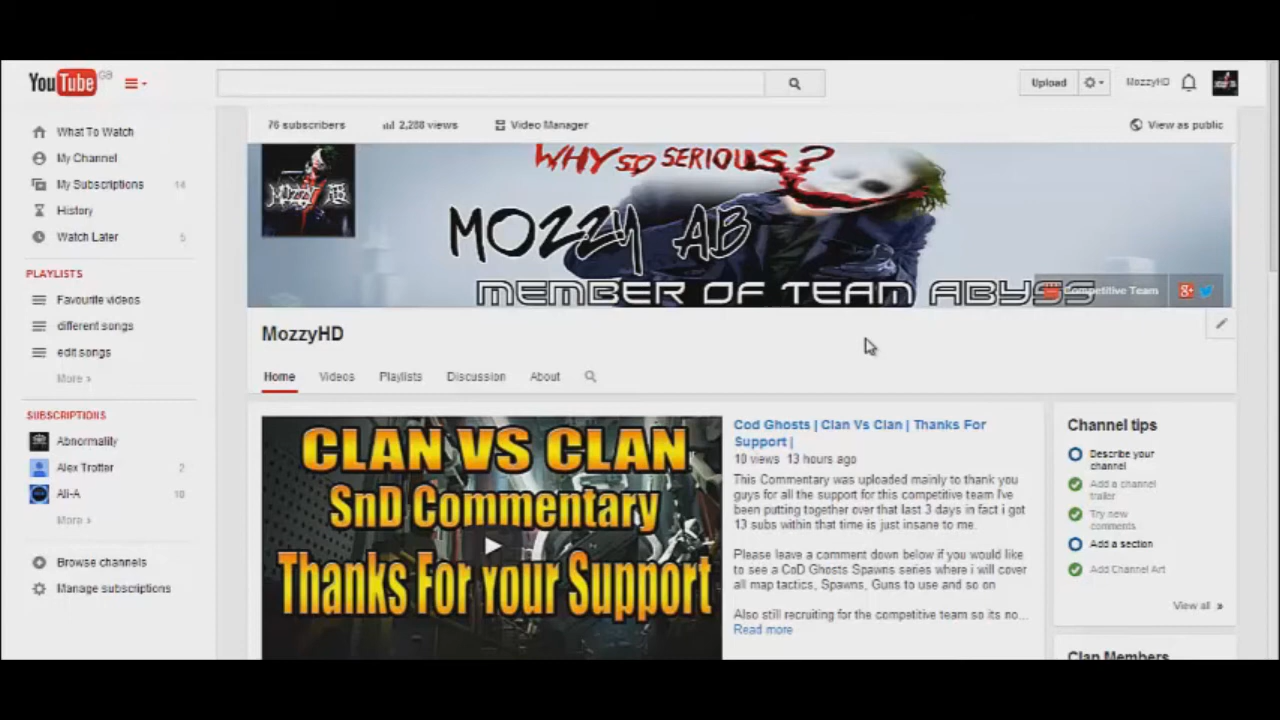 YouTube GB
Upload
MozzyHD
What To Watch
My Channel
My Subscriptions 14
History
Watch Later 5
PLAYLISTS
Favourite videos
different songs
edit songs
More ›
SUBSCRIPTIONS
Abnormality
Alex Trotter 2
Ali-A 10
More ›
Browse channels
Manage subscriptions
76 subscribers 2,288 views Video Manager View as public
WHY SO SERIOUS?
MOZZY AB
MOZZY AB
MEMBER OF TEAM ABYSS
Competitive Team
MozzyHD
Home Videos Playlists Discussion About
CLAN VS CLAN
SnD Commentary
Thanks For your Support
Cod Ghosts | Clan Vs Clan | Thanks For
Support |
10 views 13 hours ago
This Commentary was uploaded mainly to thank you
guys for all the support for this competitive team I've
been putting together over that last 3 days in fact i got
13 subs within that time is just insane to me.
Please leave a comment down below if you would like
to see a CoD Ghosts Spawns series where i will cover
all map tactics, Spawns, Guns to use and so on
Also still recruiting for the competitive team so its no...
Read more
Channel tips
Describe your
channel
Add a channel
trailer
Try new
comments
Add a section
Add Channel Art
View all »
Clan Members